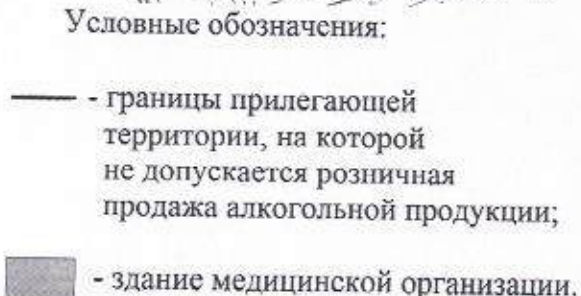 Условные обозначения:
- границы прилегающей
территории, на которой
не допускается розничная
продажа алкогольной продукции;
- здание медицинской организации.